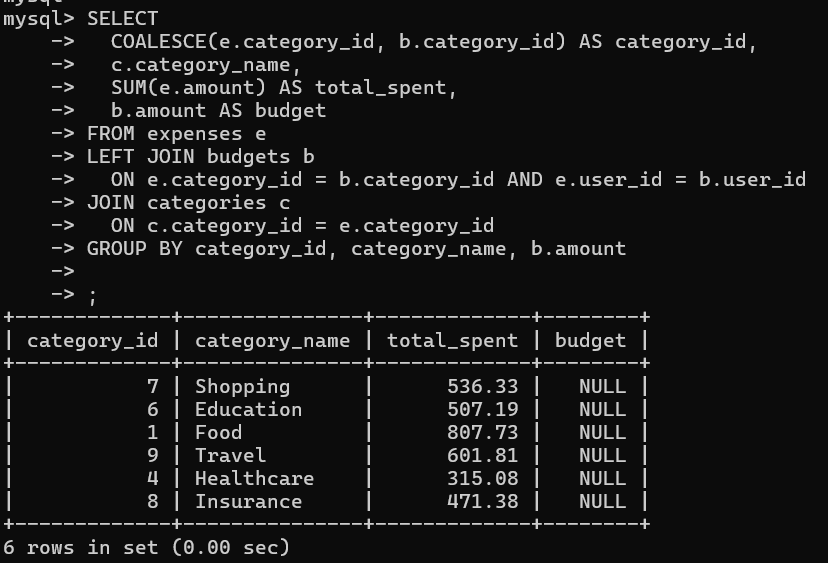 mysql> SELECT
    ->   COALESCE(e.category_id, b.category_id) AS category_id,
    ->   c.category_name,
    ->   SUM(e.amount) AS total_spent,
    ->   b.amount AS budget
    -> FROM expenses e
    -> LEFT JOIN budgets b
    ->   ON e.category_id = b.category_id AND e.user_id = b.user_id
    -> JOIN categories c
    ->   ON c.category_id = e.category_id
    -> GROUP BY category_id, category_name, b.amount
    ->
    -> ;
+-------------+---------------+-------------+--------+
| category_id | category_name | total_spent | budget |
+-------------+---------------+-------------+--------+
|           7 | Shopping      |      536.33 |   NULL |
|           6 | Education     |      507.19 |   NULL |
|           1 | Food          |      807.73 |   NULL |
|           9 | Travel        |      601.81 |   NULL |
|           4 | Healthcare    |      315.08 |   NULL |
|           8 | Insurance     |      471.38 |   NULL |
+-------------+---------------+-------------+--------+
6 rows in set (0.00 sec)